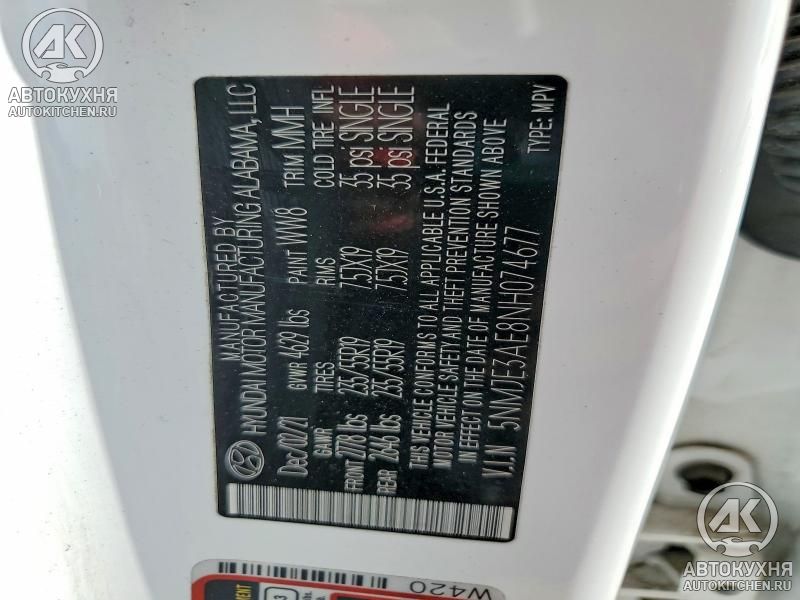 АК
АВТОКУХНЯ
AUTOKITCHEN.RU
MANUFACTURED BY
HYUNDAI MOTOR MANUFACTURING ALABAMA, LLC
Dec/02/21 GVWR 4629 lbs PAINT WW8 TRIM MMH
GAWR TIRES RIMS COLD TIRE INFL
FRONT 2778 lbs 235/55R19 7.5JX19 35 psi SINGLE
REAR 2646 lbs 235/55R19 7.5JX19 35 psi SINGLE
THIS VEHICLE CONFORMS TO ALL APPLICABLE U.S.A. FEDERAL
MOTOR VEHICLE SAFETY AND THEFT PREVENTION STANDARDS
IN EFFECT ON THE DATE OF MANUFACTURE SHOWN ABOVE
V.I.N 5NMJE3AE8NH074677 TYPE: MPV
W420
АК
АВТОКУХНЯ
AUTOKITCHEN.RU